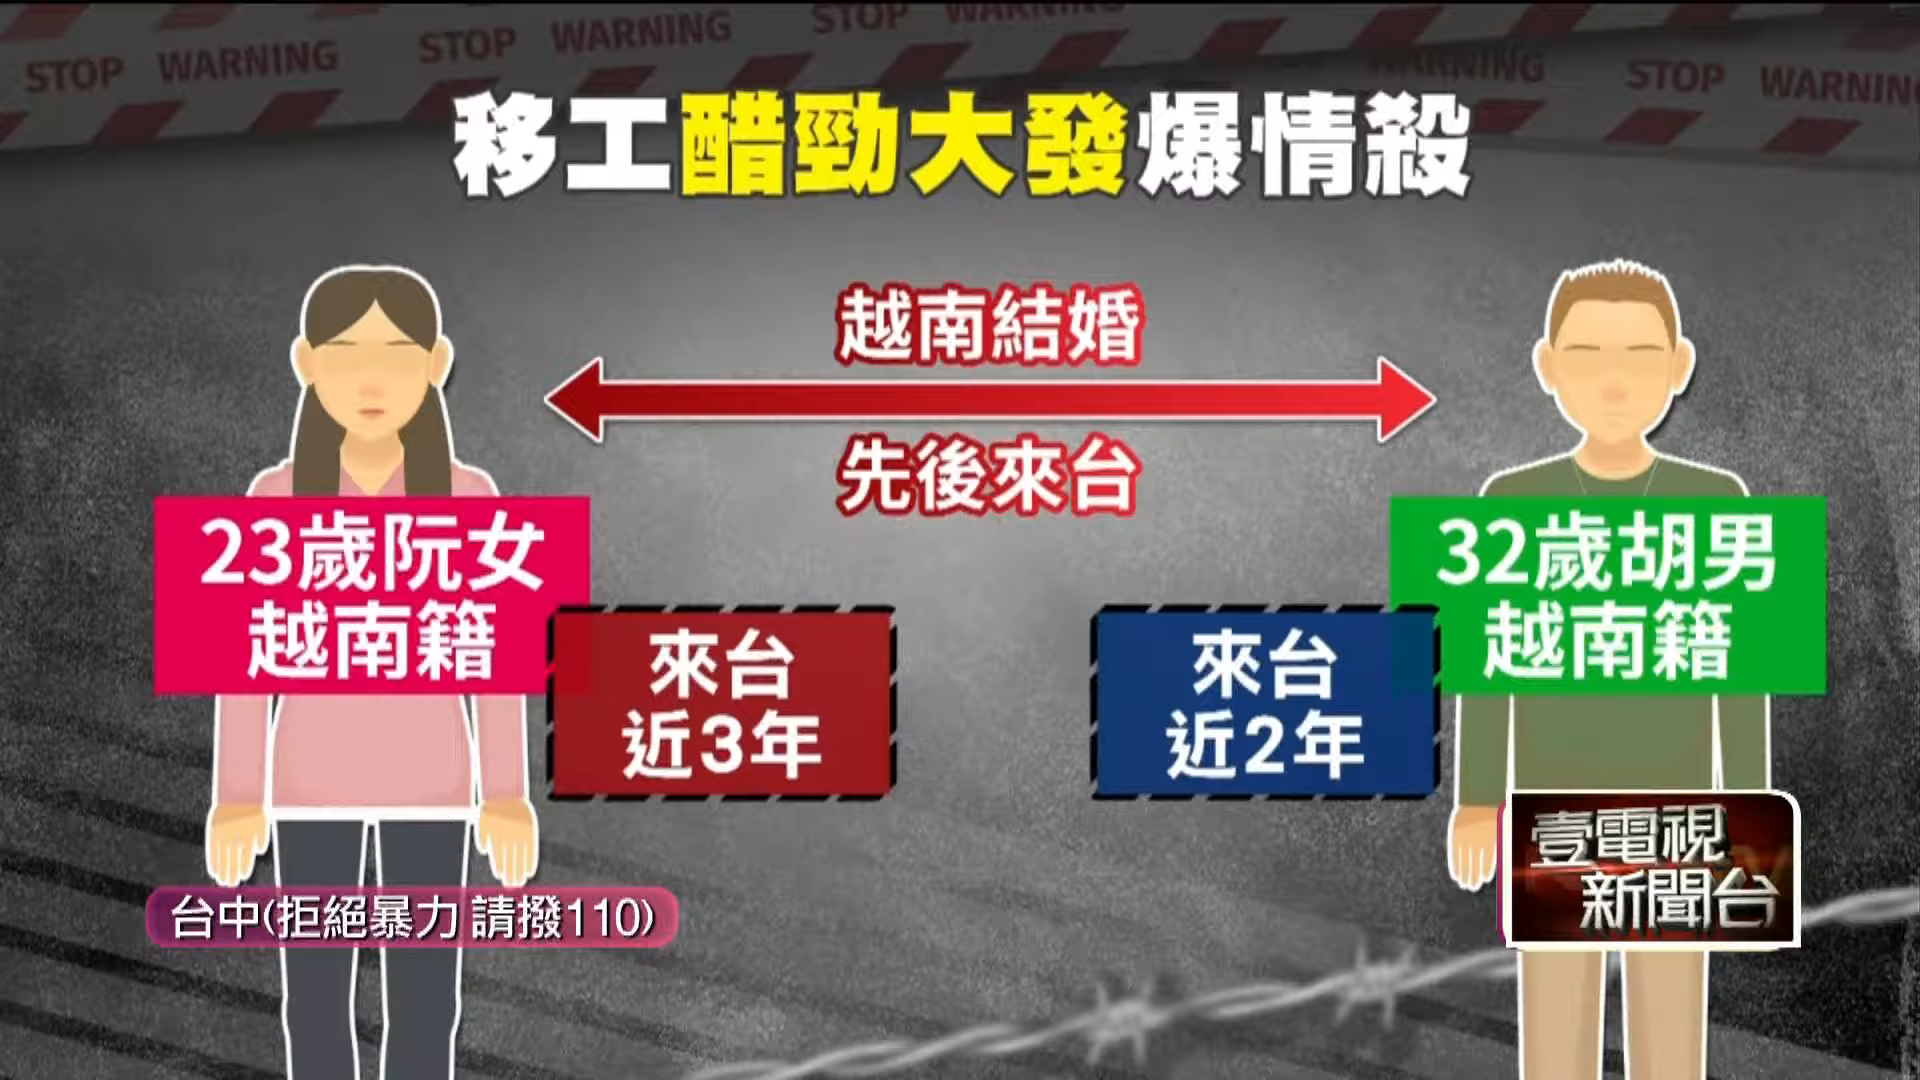 STOP WARNING STOP WARNING STOP WARNING WARNING STOP WARNING
移工醋勁大發爆情殺
越南結婚
先後來台
23歲阮女
越南籍
來台
近3年
32歲胡男
越南籍
來台
近2年
台中(拒絕暴力 請撥110)
壹電視
新聞台